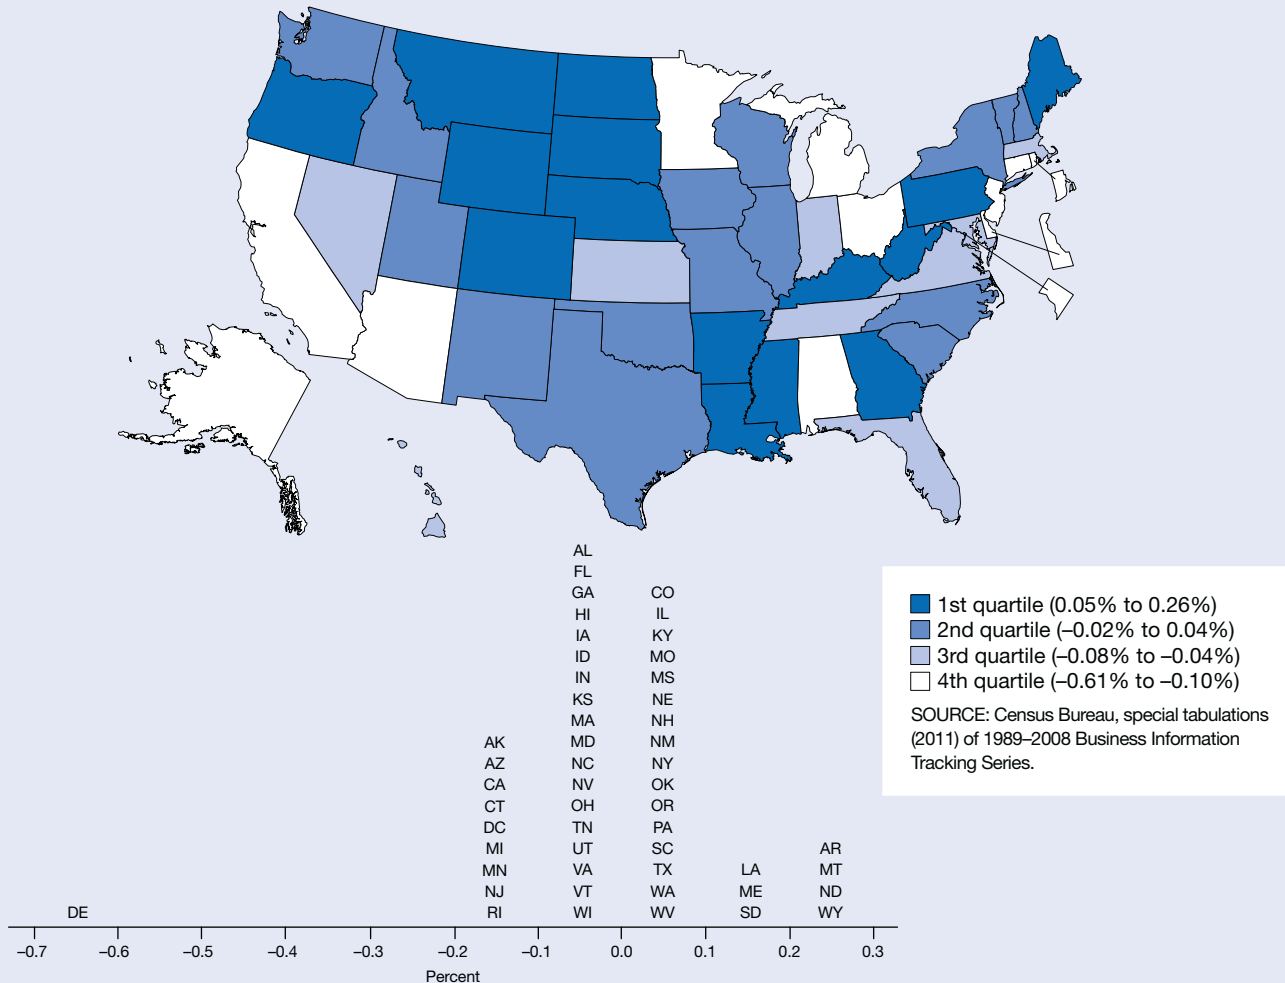 AL
FL
GA CO
HI IL
IA KY
ID MO
IN MS
KS NE
MA NH
AK MD NM
AZ NC NY
CA NV OK
CT OH OR
DC TN PA
MI UT SC AR
MN VA TX LA MT
NJ VT WA ME ND
DE RI WI WV SD WY
–0.7 –0.6 –0.5 –0.4 –0.3 –0.2 –0.1 0.0 0.1 0.2 0.3
Percent
1st quartile (0.05% to 0.26%)
2nd quartile (–0.02% to 0.04%)
3rd quartile (–0.08% to –0.04%)
4th quartile (–0.61% to –0.10%)
SOURCE: Census Bureau, special tabulations
(2011) of 1989–2008 Business Information
Tracking Series.